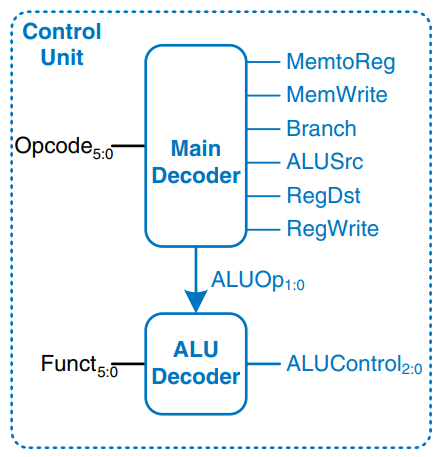 Control
Unit
MemtoReg
MemWrite
Branch
Opcode5:0
Main
Decoder
ALUSrc
RegDst
RegWrite
ALUOp1:0
Funct5:0
ALU
Decoder
ALUControl2:0